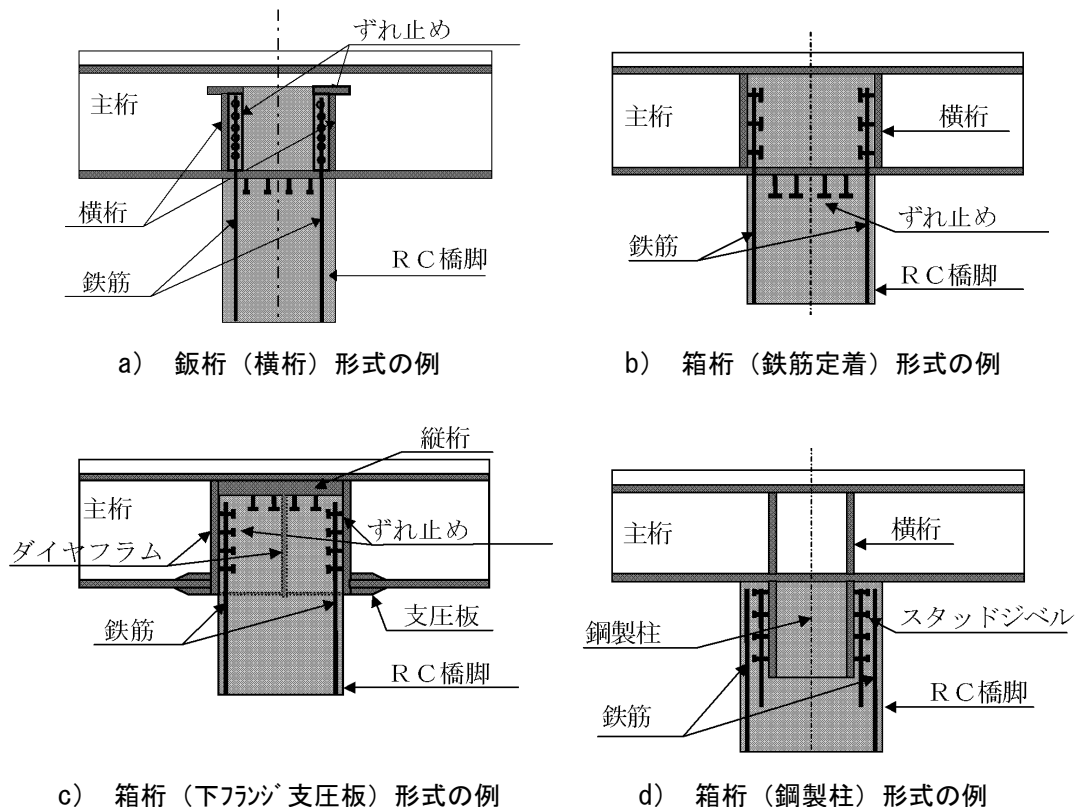 ずれ止め
主桁
横桁
鉄筋
RC橋脚
a) 鈑桁（横桁）形式の例
主桁
横桁
ずれ止め
鉄筋
RC橋脚
b) 箱桁（鉄筋定着）形式の例
縦桁
主桁
ずれ止め
ダイヤフラム
支圧板
鉄筋
RC橋脚
c) 箱桁（下ﾌﾗﾝｼﾞ支圧板）形式の例
主桁
横桁
鋼製柱
スタッドジベル
鉄筋
RC橋脚
d) 箱桁（鋼製柱）形式の例